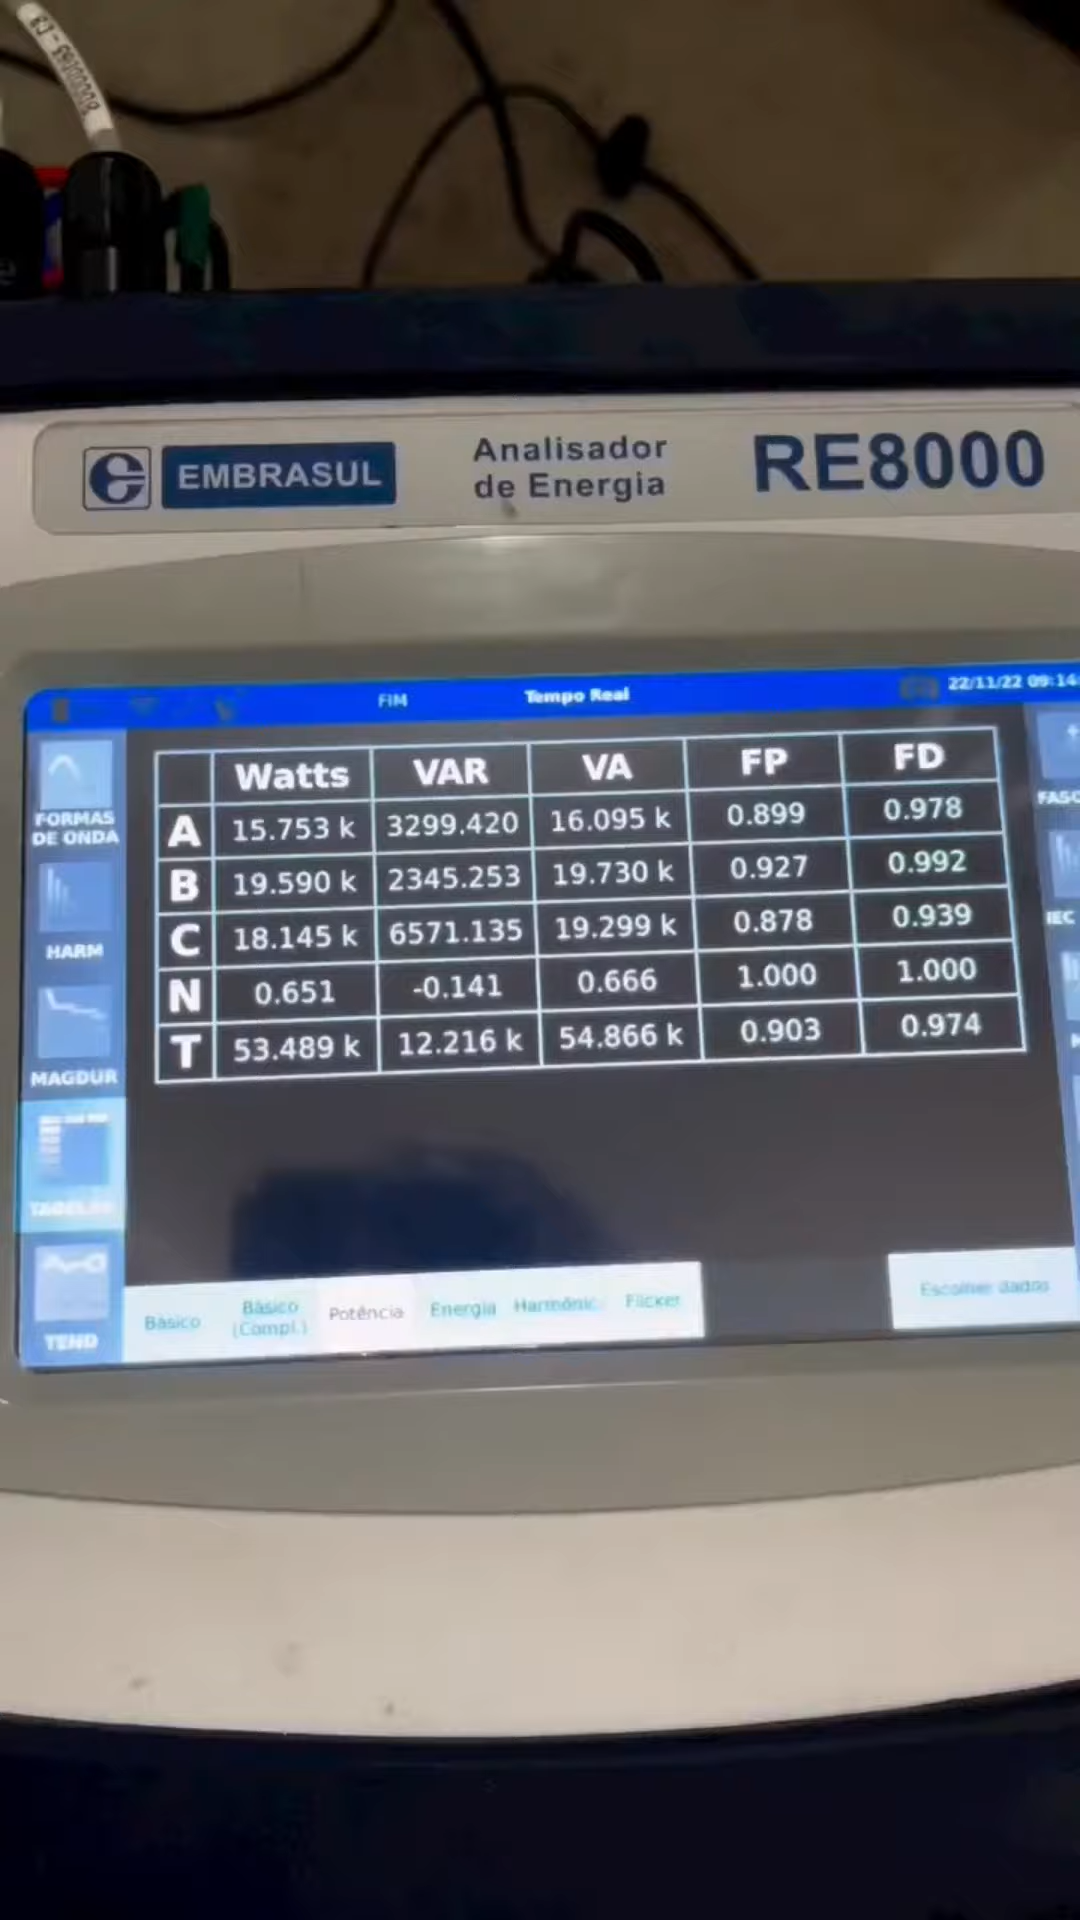 EMBRASUL
Analisador
de Energia
RE8000
FIM Tempo Real 22/11/22 09:14
Watts VAR VA FP FD
A 15.753 k 3299.420 16.095 k 0.899 0.978
B 19.590 k 2345.253 19.730 k 0.927 0.992
C 18.145 k 6571.135 19.299 k 0.878 0.939
N 0.651 -0.141 0.666 1.000 1.000
T 53.489 k 12.216 k 54.866 k 0.903 0.974
FORMAS
DE ONDA
HARM
MAGDUR
TEND
FASO
IEC
Básico
Básico
(Compl.)
Potência
Energia
Harmônic.
Flicker
Escolher dados